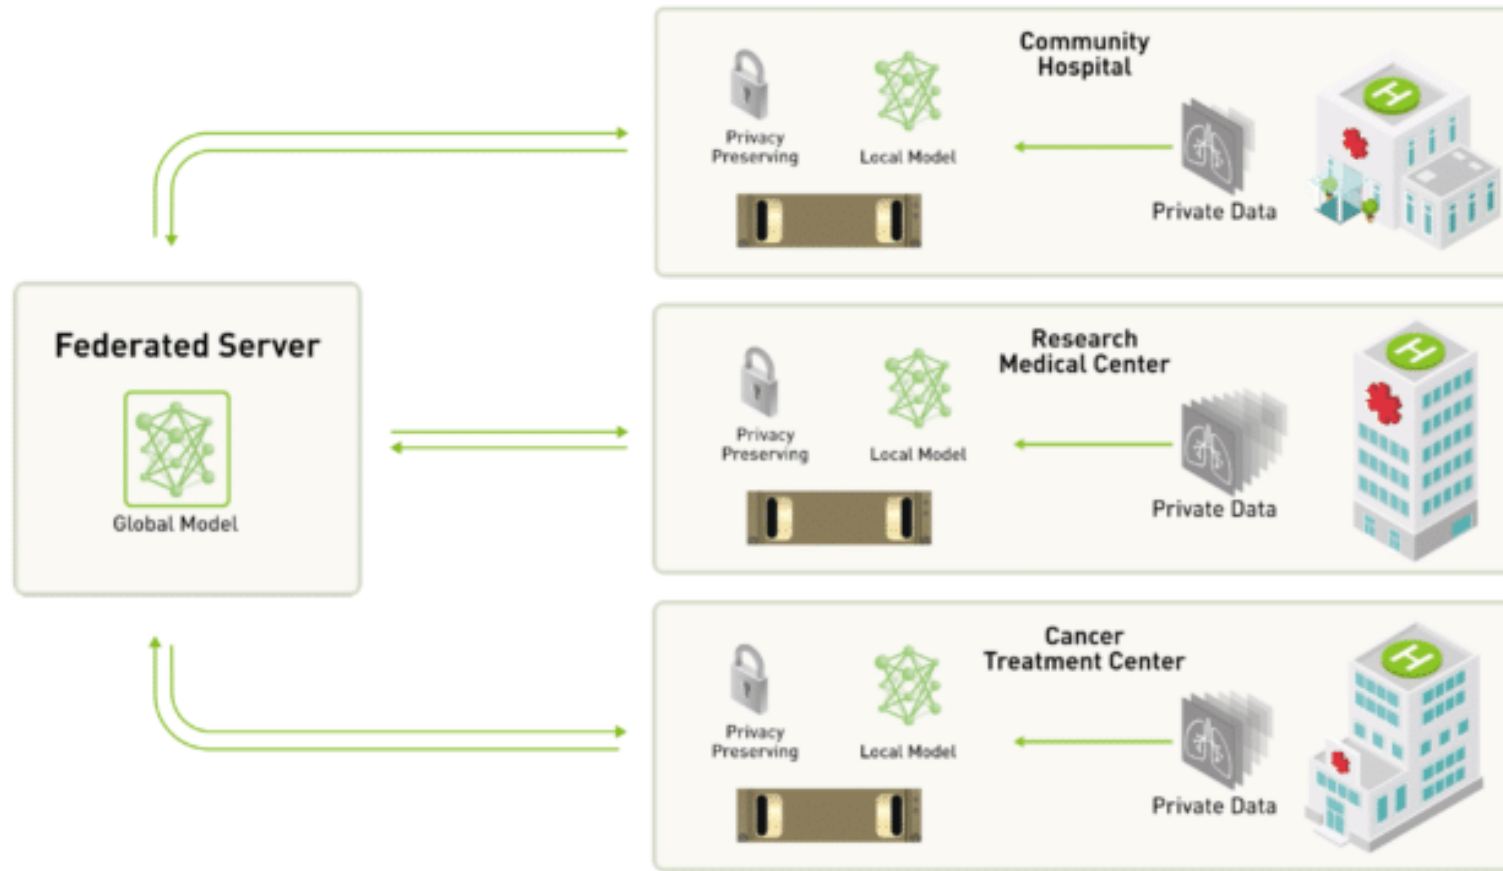 Federated Server
Global Model
Community
Hospital
Privacy
Preserving
Local Model
Private Data
Research
Medical Center
Privacy
Preserving
Local Model
Private Data
Cancer
Treatment Center
Privacy
Preserving
Local Model
Private Data
H
H
H